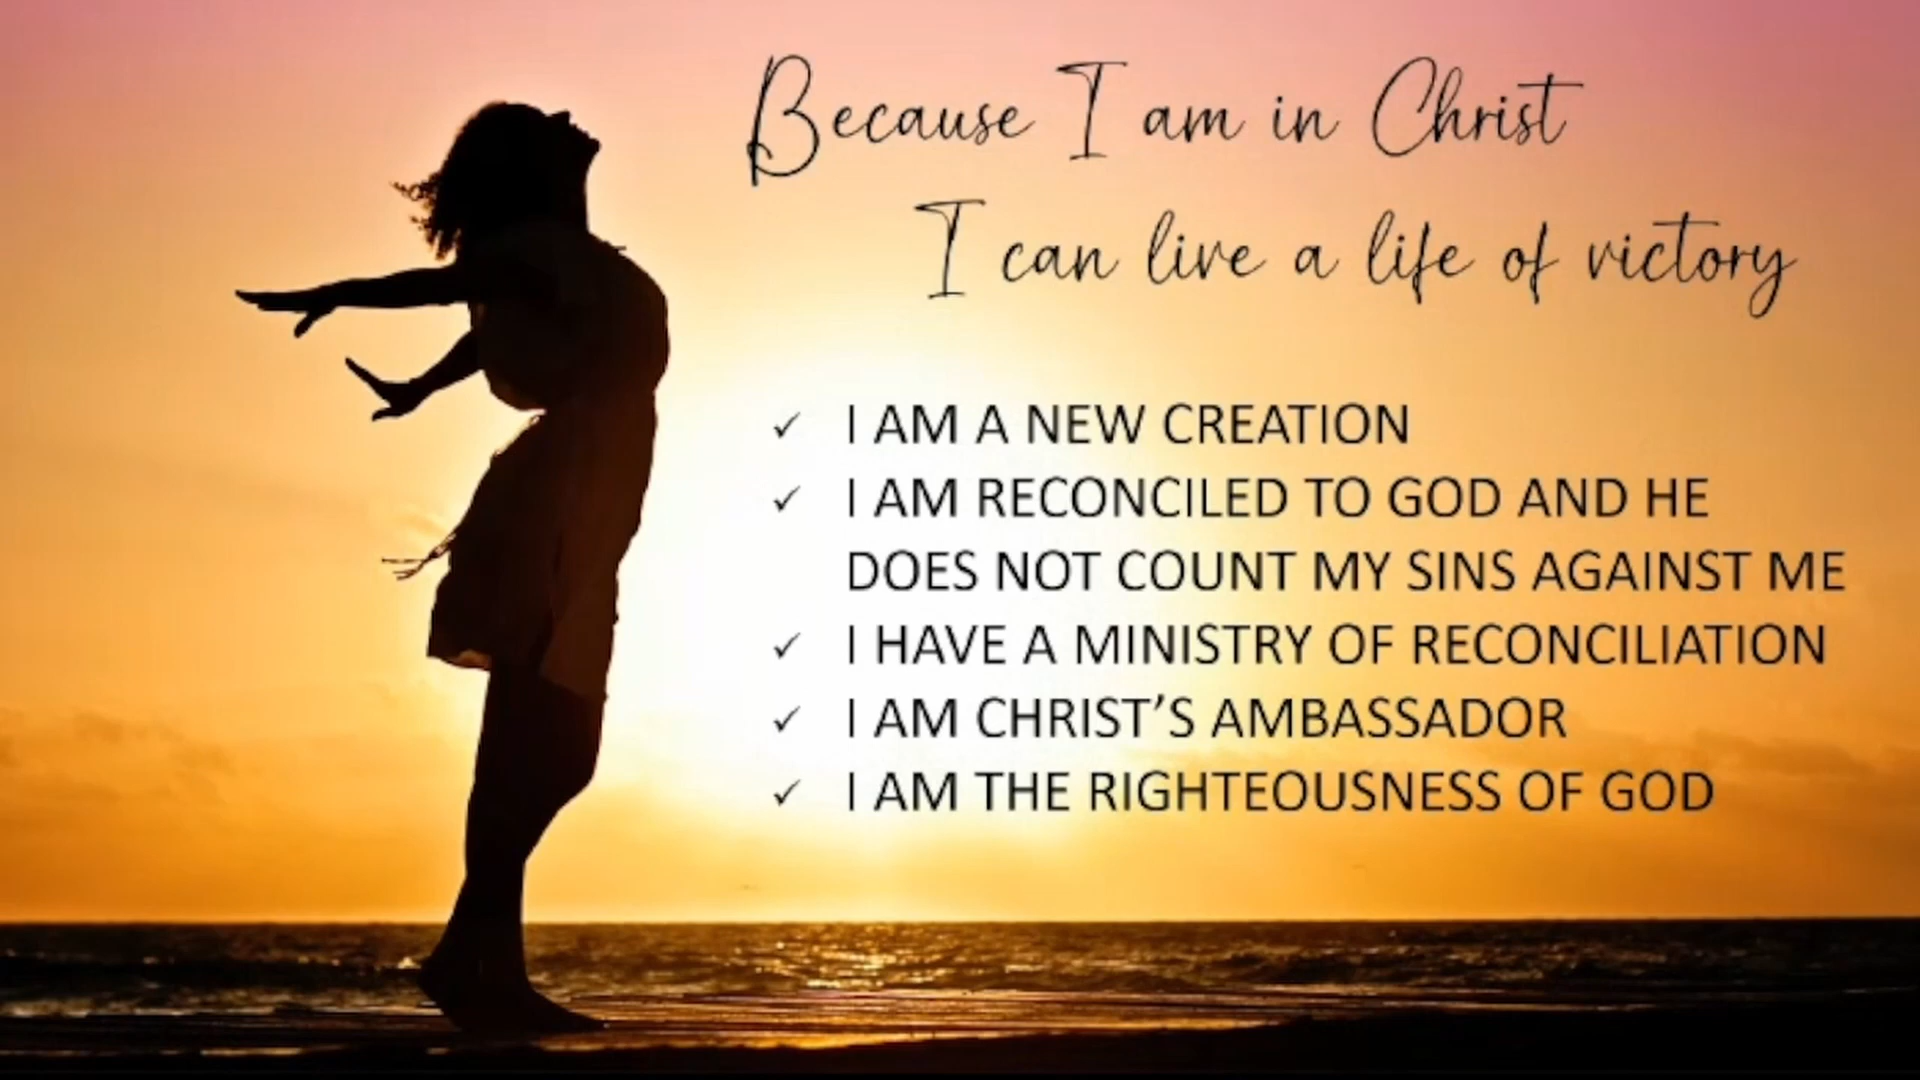 Because I am in Christ
I can live a life of victory
✓ I AM A NEW CREATION
✓ I AM RECONCILED TO GOD AND HE
DOES NOT COUNT MY SINS AGAINST ME
✓ I HAVE A MINISTRY OF RECONCILIATION
✓ I AM CHRIST’S AMBASSADOR
✓ I AM THE RIGHTEOUSNESS OF GOD